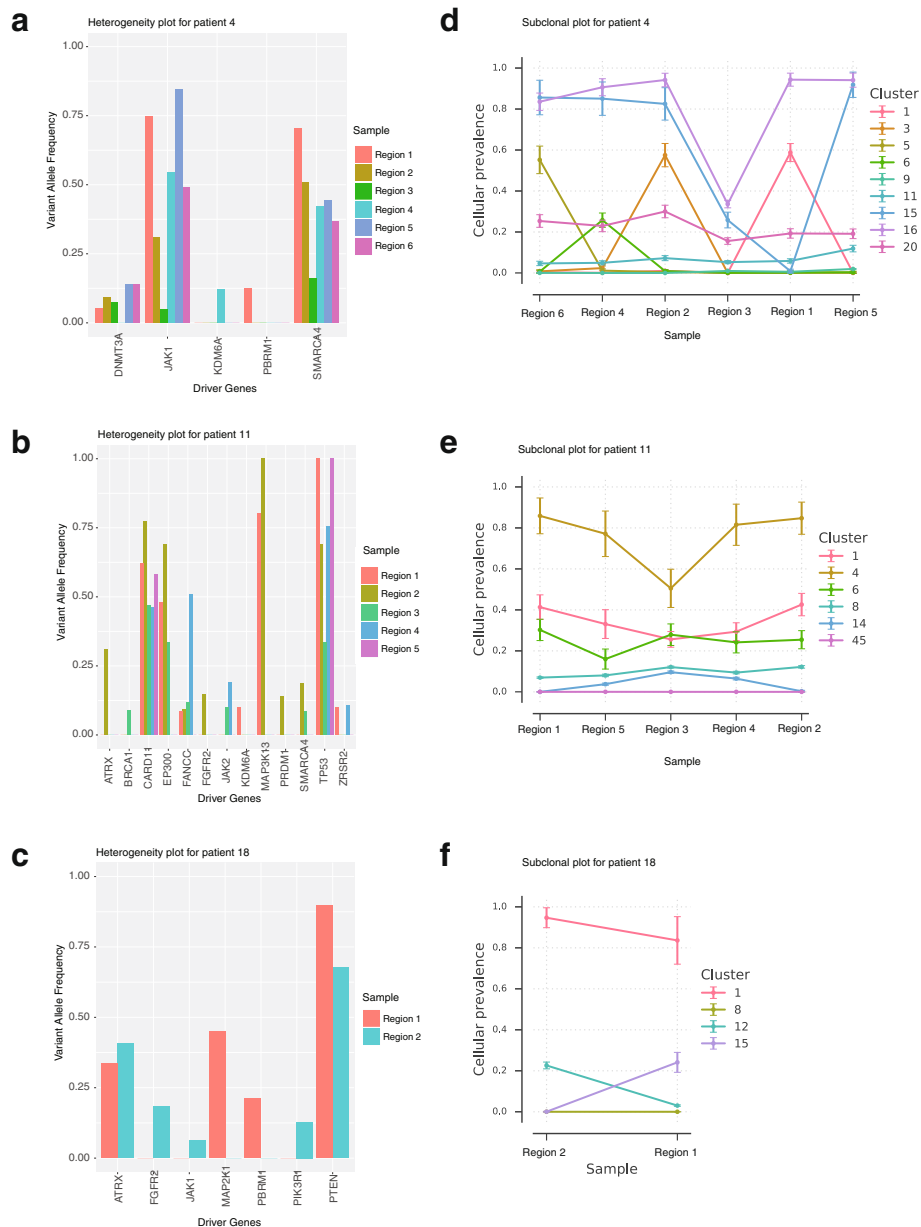 a
Heterogeneity plot for patient 4
1.00
0.75
0.50
0.25
0.00
Variant Allele Frequency
DNMT3A
JAK1
KDM6A
PBRM1
SMARCA4
Driver Genes
Sample
Region 1
Region 2
Region 3
Region 4
Region 5
Region 6
d
Subclonal plot for patient 4
1,0
0,8
0,6
0,4
0,2
0,0
Cellular prevalence
Region 6
Region 4
Region 2
Region 3
Region 1
Region 5
Sample
Cluster
1
3
5
6
9
11
15
16
20
b
Heterogeneity plot for patient 11
1.00
0.75
0.50
0.25
0.00
Variant Allele Frequency
ATRX
BRCA1
CARD11
EP300
FANCC
FGFR2
JAK2
KDM6A
MAP3K13
PRDM1
SMARCA4
TP53
ZRSR2
Driver Genes
Sample
Region 1
Region 2
Region 3
Region 4
Region 5
e
Subclonal plot for patient 11
1,0
0,8
0,6
0,4
0,2
0,0
Cellular prevalence
Region 1
Region 5
Region 3
Region 4
Region 2
Sample
Cluster
1
4
6
8
14
45
c
Heterogeneity plot for patient 18
1.00
0.75
0.50
0.25
0.00
Variant Allele Frequency
ATRX
FGFR2
JAK1
MAP2K1
PBRM1
PIK3R1
PTEN
Driver Genes
Sample
Region 1
Region 2
f
Subclonal plot for patient 18
1,0
0,8
0,6
0,4
0,2
0,0
Cellular prevalence
Region 2
Region 1
Sample
Cluster
1
8
12
15